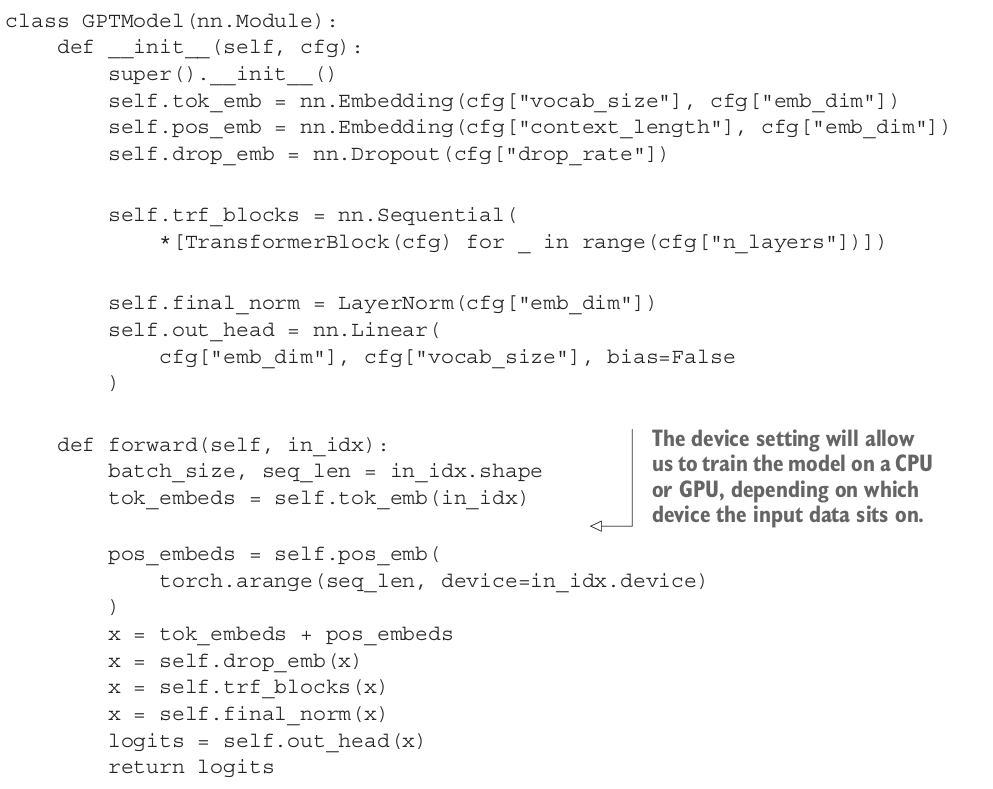 class GPTModel(nn.Module):
    def __init__(self, cfg):
        super().__init__()
        self.tok_emb = nn.Embedding(cfg["vocab_size"], cfg["emb_dim"])
        self.pos_emb = nn.Embedding(cfg["context_length"], cfg["emb_dim"])
        self.drop_emb = nn.Dropout(cfg["drop_rate"])

        self.trf_blocks = nn.Sequential(
            *[TransformerBlock(cfg) for _ in range(cfg["n_layers"])])

        self.final_norm = LayerNorm(cfg["emb_dim"])
        self.out_head = nn.Linear(
            cfg["emb_dim"], cfg["vocab_size"], bias=False
        )

    def forward(self, in_idx):
        batch_size, seq_len = in_idx.shape
        tok_embeds = self.tok_emb(in_idx)

The device setting will allow
us to train the model on a CPU
or GPU, depending on which
device the input data sits on.

        pos_embeds = self.pos_emb(
            torch.arange(seq_len, device=in_idx.device)
        )
        x = tok_embeds + pos_embeds
        x = self.drop_emb(x)
        x = self.trf_blocks(x)
        x = self.final_norm(x)
        logits = self.out_head(x)
        return logits